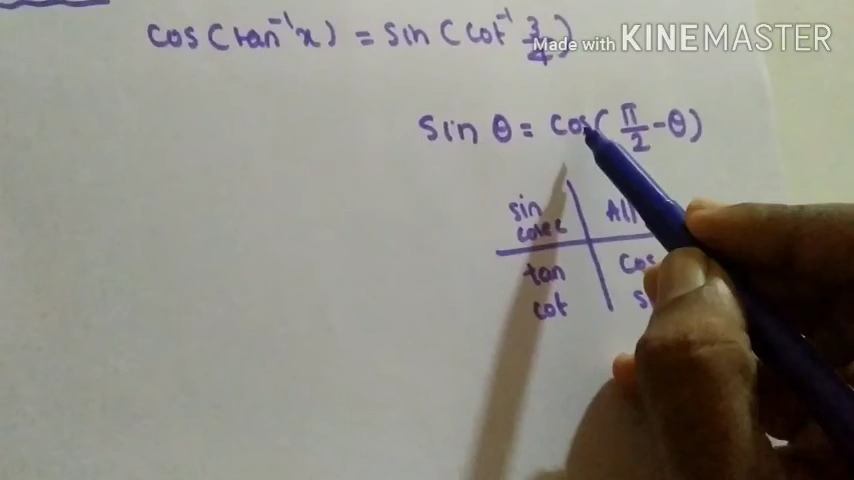 cos(tan⁻¹x) = sin(cot⁻¹ 3/4)
Made with KINEMASTER
sin θ = cos(π/2 - θ)
sin All
cosec
tan cos
cot